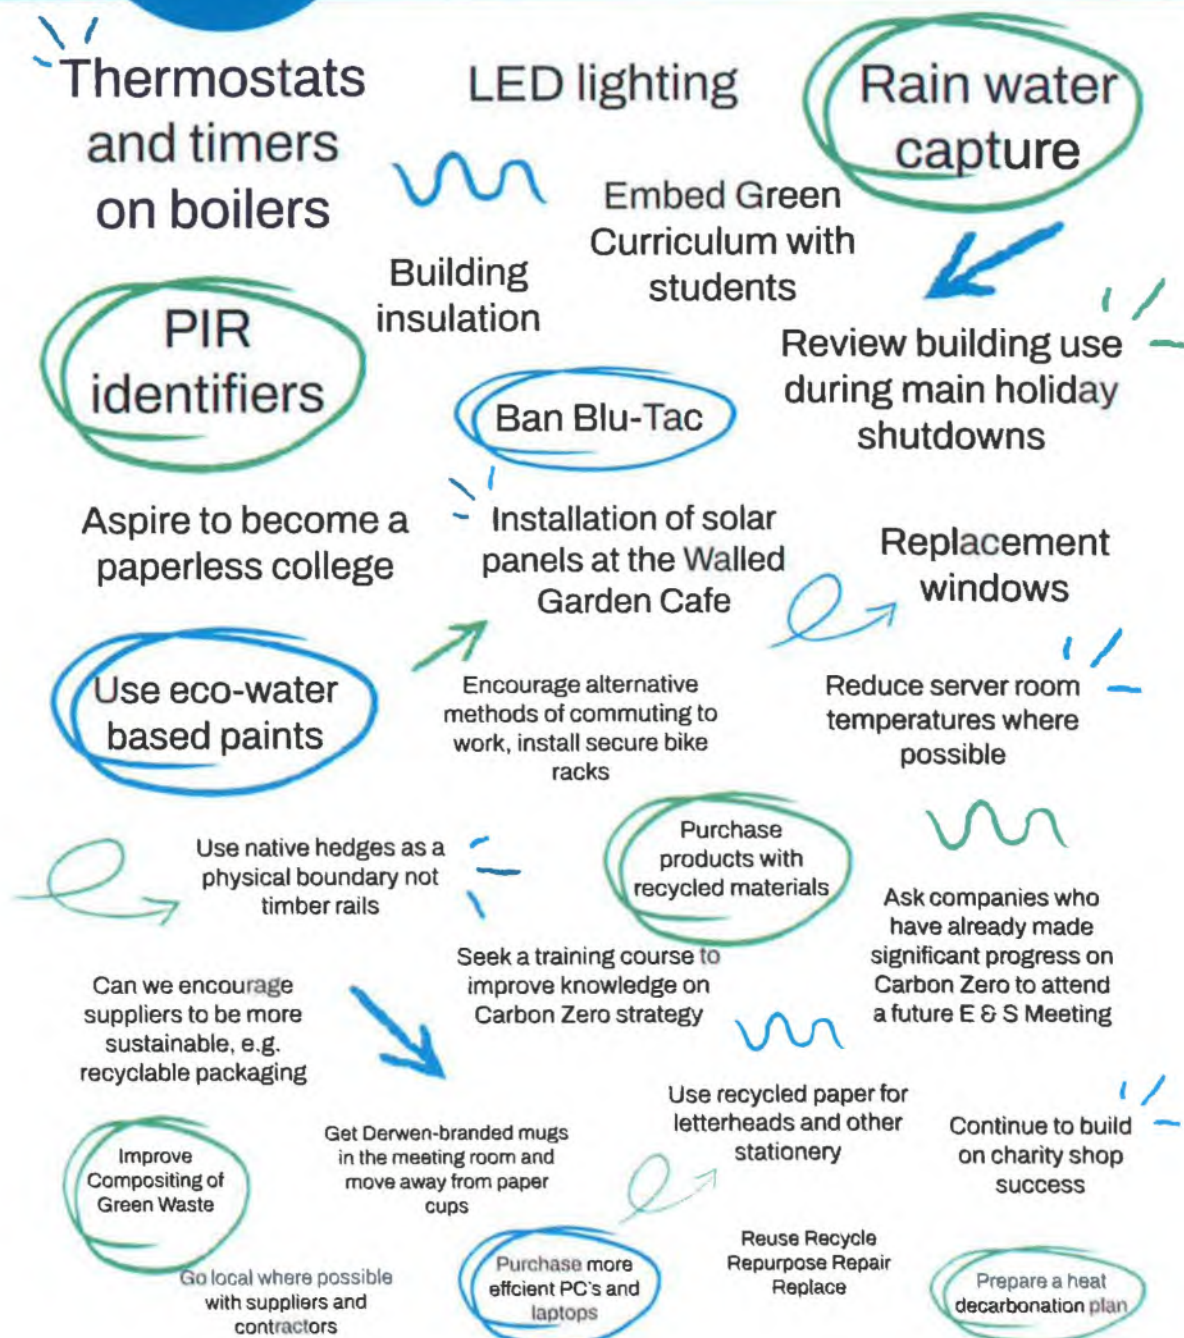 Thermostats
and timers
on boilers
LED lighting
Rain water
capture
Embed Green
Curriculum with
students
Building
insulation
PIR
identifiers
Review building use
during main holiday
shutdowns
Ban Blu-Tac
Aspire to become a
paperless college
Installation of solar
panels at the Walled
Garden Cafe
Replacement
windows
Use eco-water
based paints
Encourage alternative
methods of commuting to
work, install secure bike
racks
Reduce server room
temperatures where
possible
Use native hedges as a
physical boundary not
timber rails
Purchase
products with
recycled materials
Ask companies who
have already made
significant progress on
Carbon Zero to attend
a future E & S Meeting
Seek a training course to
improve knowledge on
Carbon Zero strategy
Can we encourage
suppliers to be more
sustainable, e.g.
recyclable packaging
Use recycled paper for
letterheads and other
stationery
Continue to build
on charity shop
success
Get Derwen-branded mugs
in the meeting room and
move away from paper
cups
Improve
Compositing of
Green Waste
Go local where possible
with suppliers and
contractors
Purchase more
effcient PC's and
laptops
Reuse Recycle
Repurpose Repair
Replace
Prepare a heat
decarbonation plan